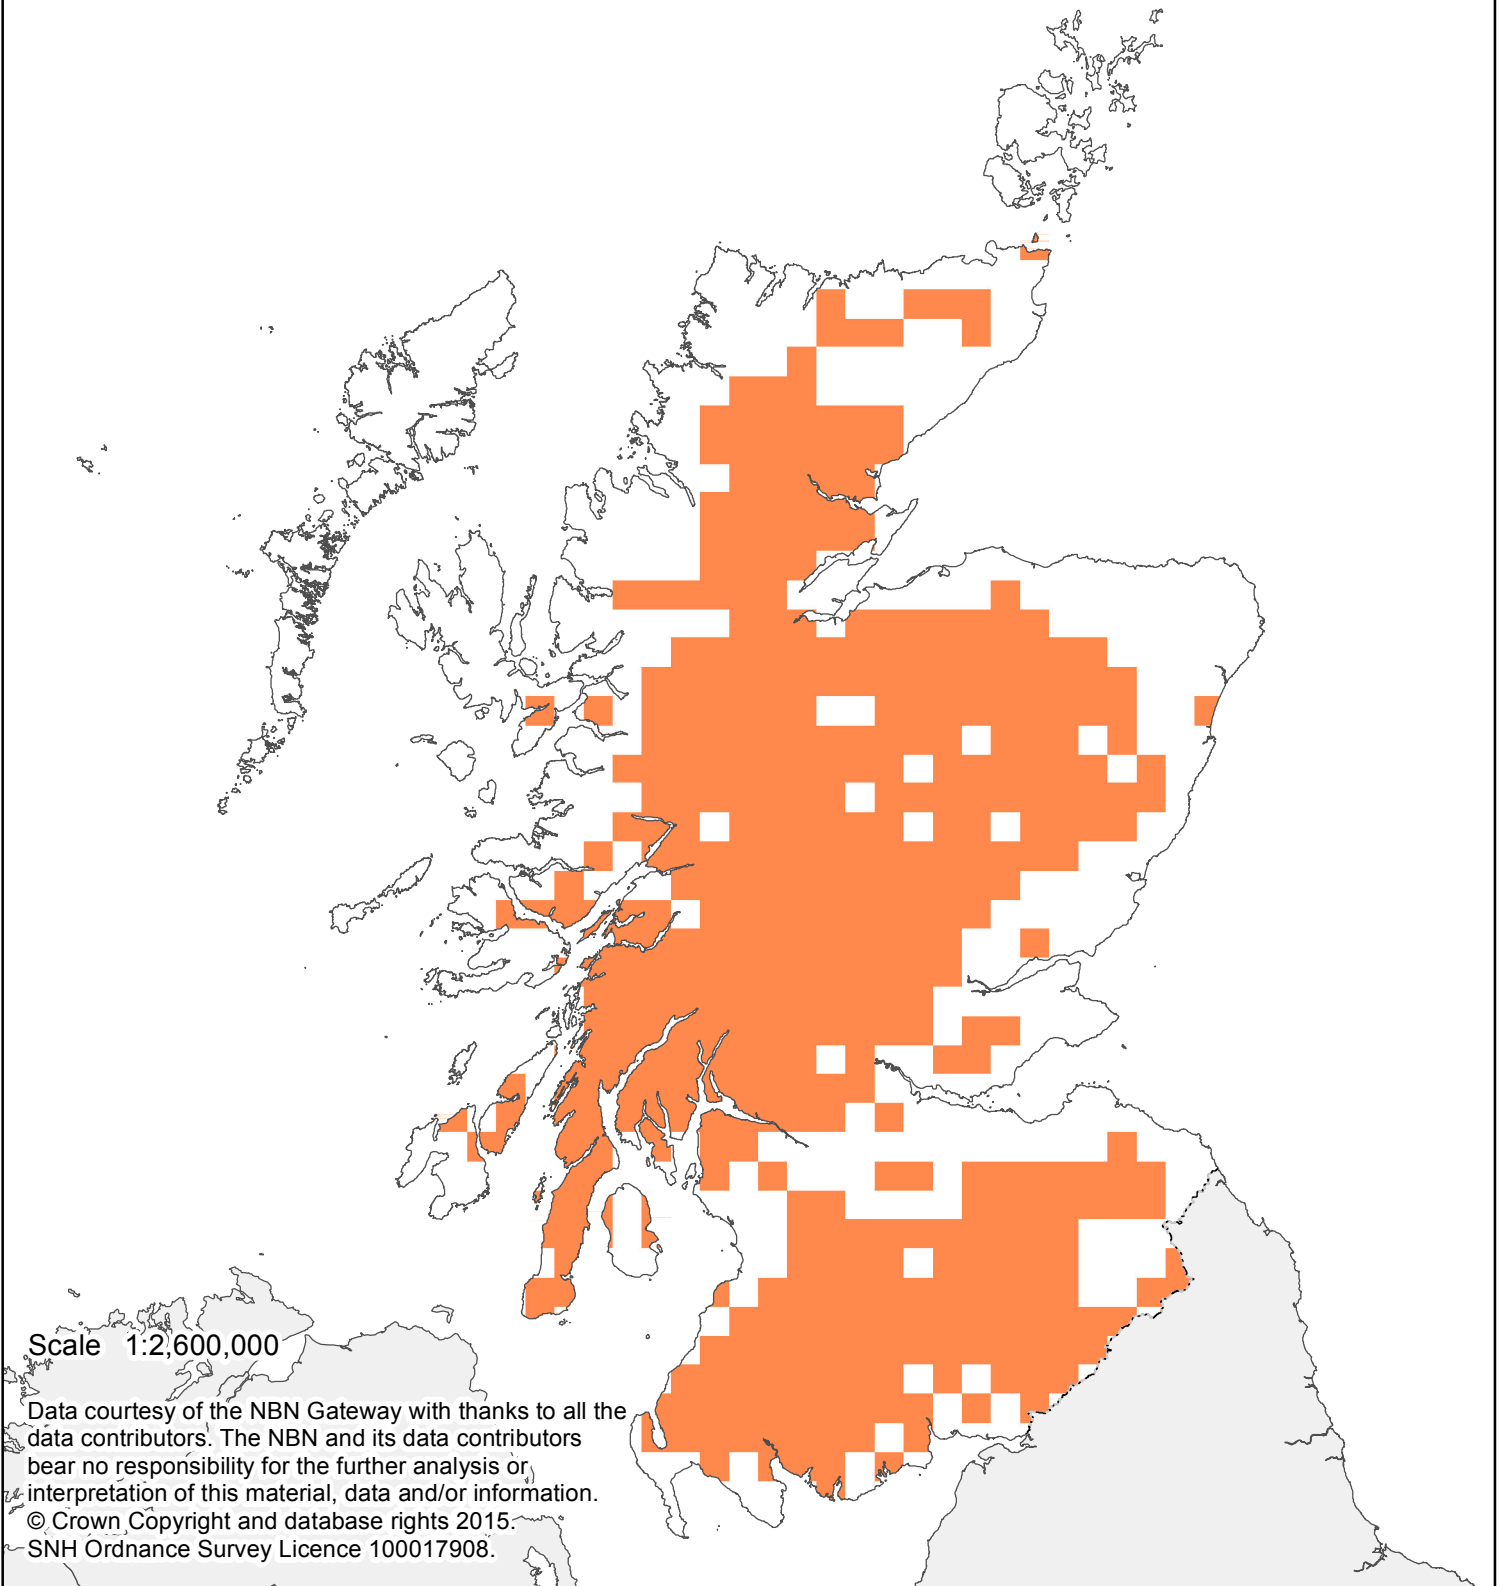 Scale 1:2,600,000
Data courtesy of the NBN Gateway with thanks to all the
data contributors. The NBN and its data contributors
bear no responsibility for the further analysis or
interpretation of this material, data and/or information.
© Crown Copyright and database rights 2015.
SNH Ordnance Survey Licence 100017908.